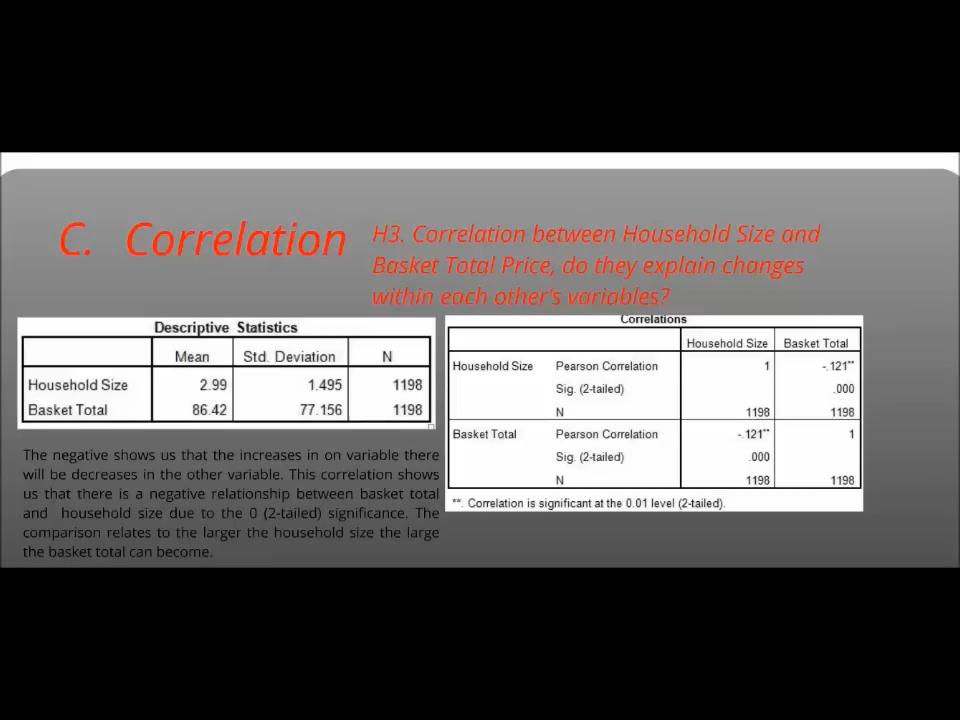 C. Correlation
H3. Correlation between Household Size and
Basket Total Price, do they explain changes
within each other's variables?
Descriptive Statistics
Mean Std. Deviation N
Household Size 2.99 1.495 1198
Basket Total 86.42 77.156 1198
The negative shows us that the increases in on variable there
will be decreases in the other variable. This correlation shows
us that there is a negative relationship between basket total
and household size due to the 0 (2-tailed) significance. The
comparison relates to the larger the household size the large
the basket total can become.
Correlations
Household Size Basket Total
Household Size Pearson Correlation 1 -.121**
Sig. (2-tailed) .000
N 1198 1198
Basket Total Pearson Correlation -.121** 1
Sig. (2-tailed) .000
N 1198 1198
**. Correlation is significant at the 0.01 level (2-tailed).